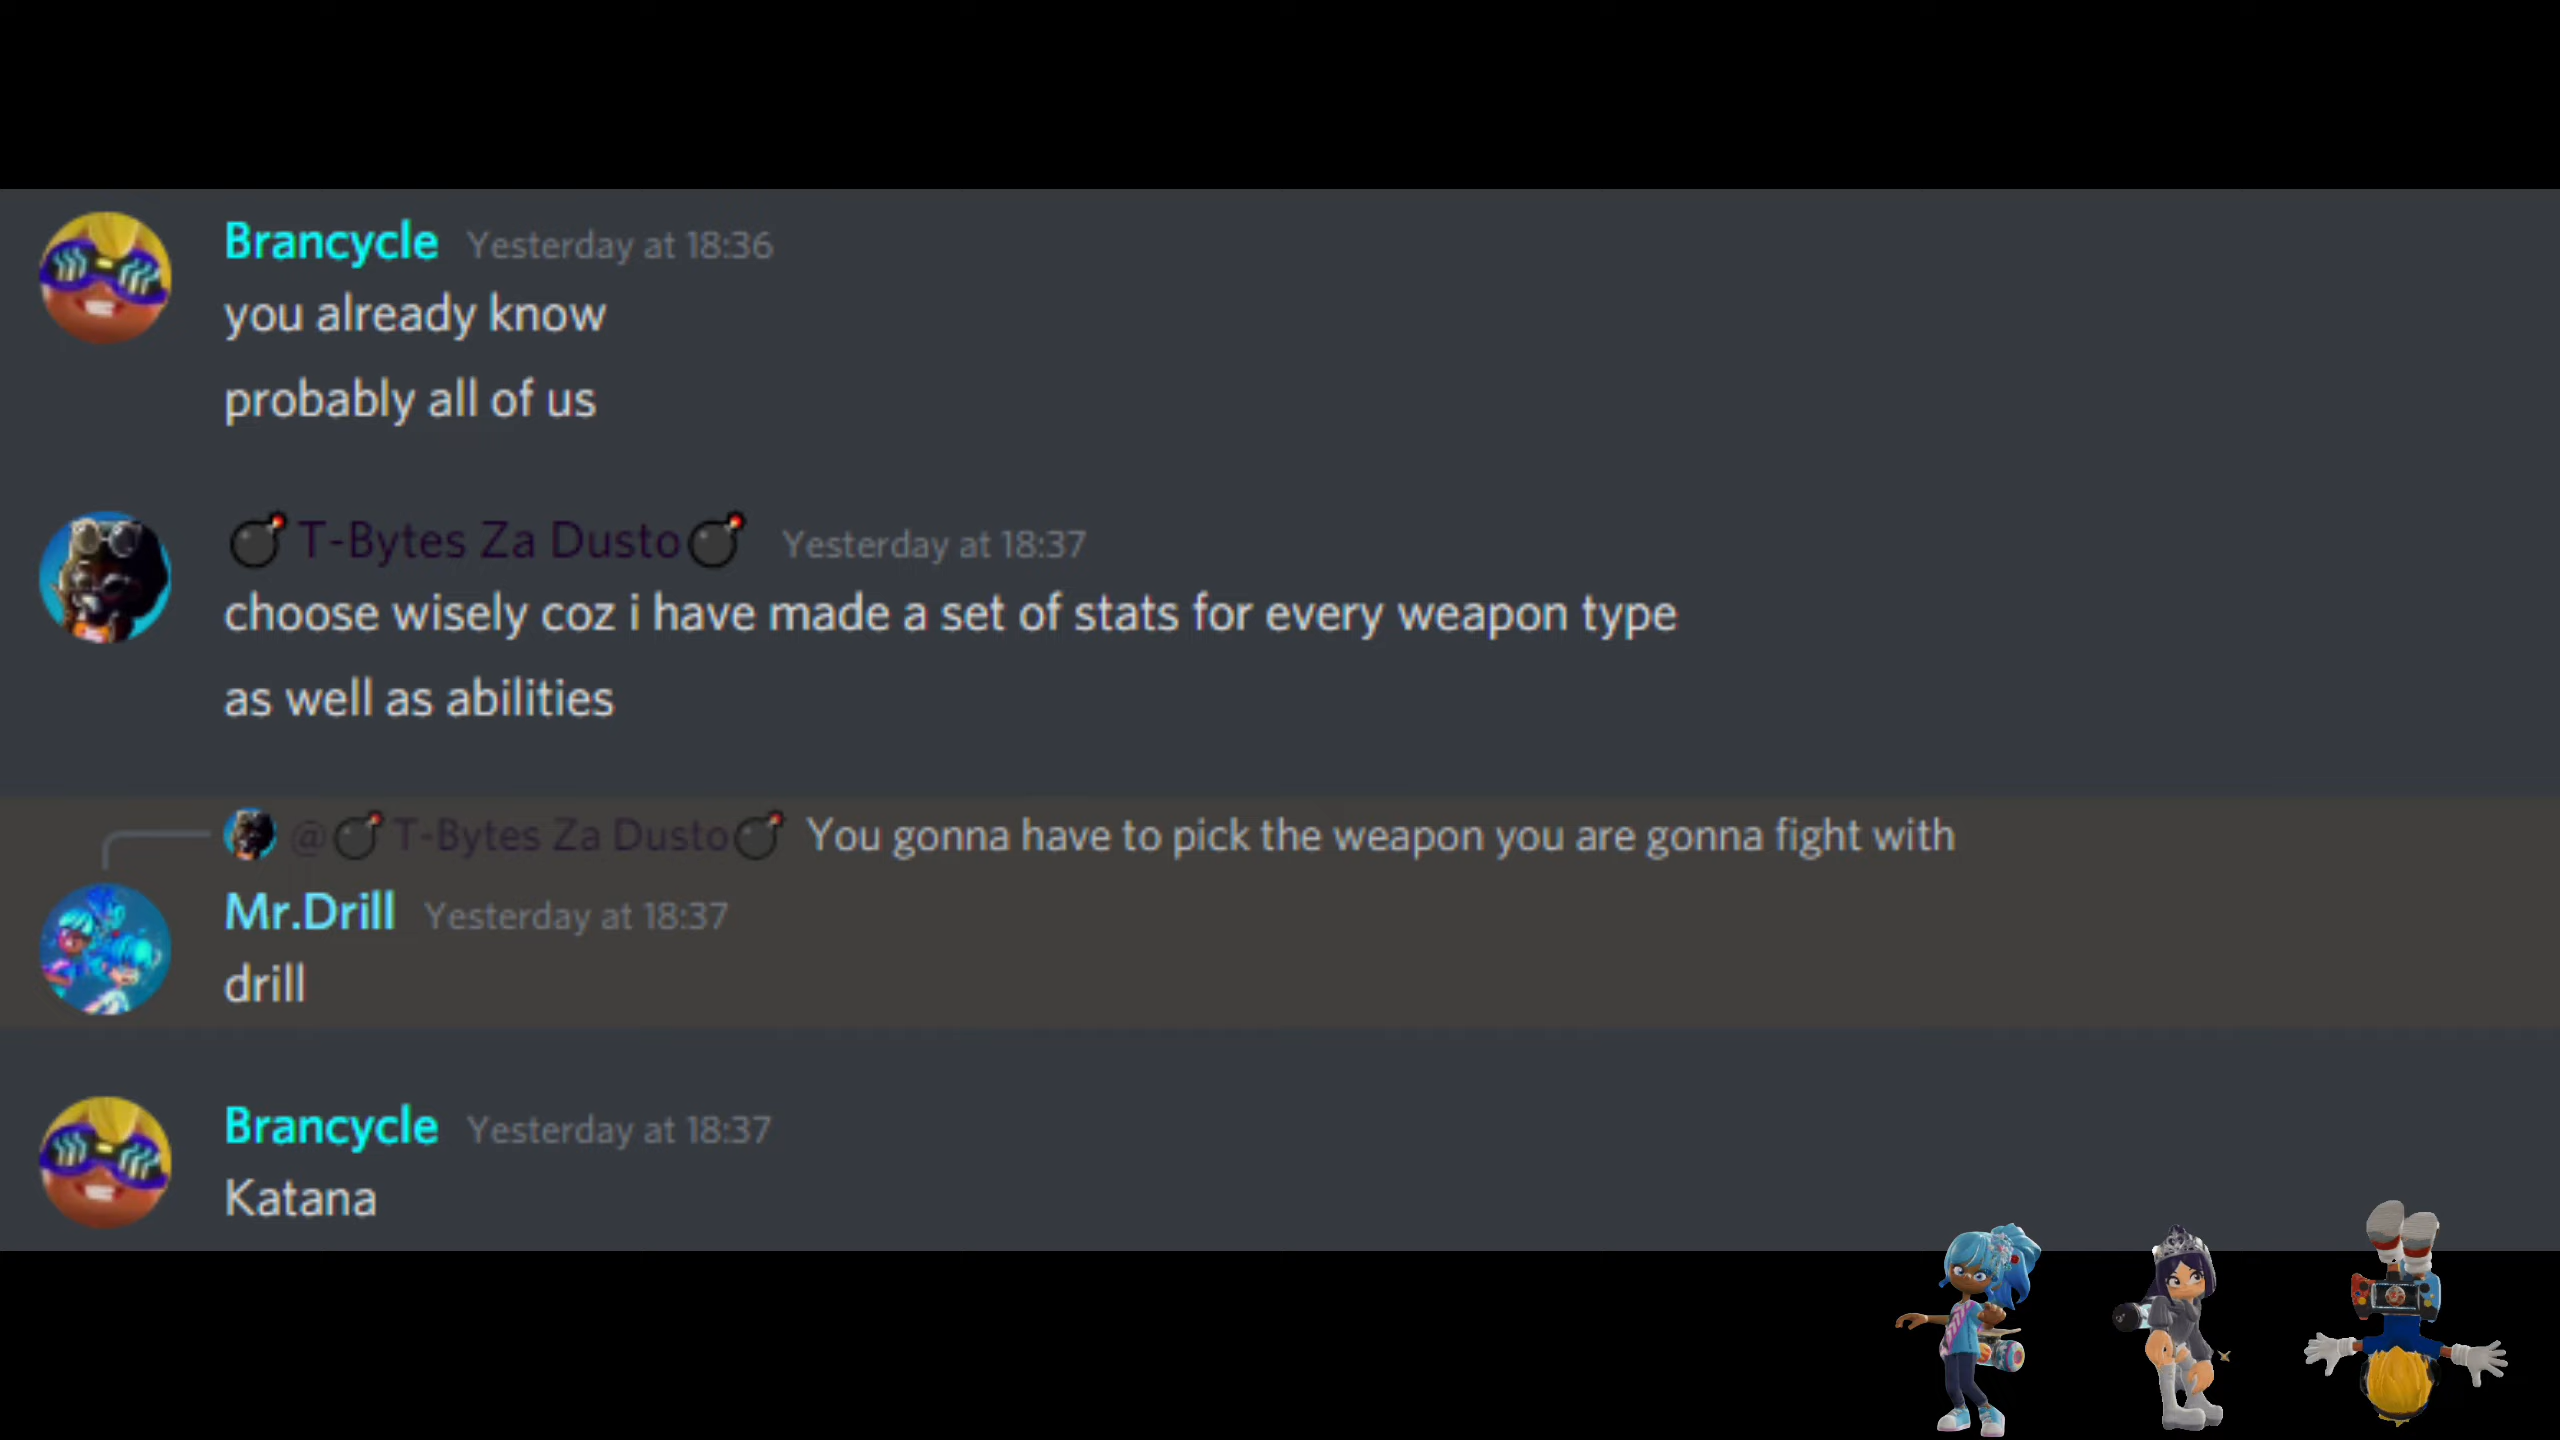 Brancycle Yesterday at 18:36
you already know
probably all of us
💣T-Bytes Za Dusto💣 Yesterday at 18:37
choose wisely coz i have made a set of stats for every weapon type
as well as abilities
@💣T-Bytes Za Dusto💣 You gonna have to pick the weapon you are gonna fight with
Mr.Drill Yesterday at 18:37
drill
Brancycle Yesterday at 18:37
Katana